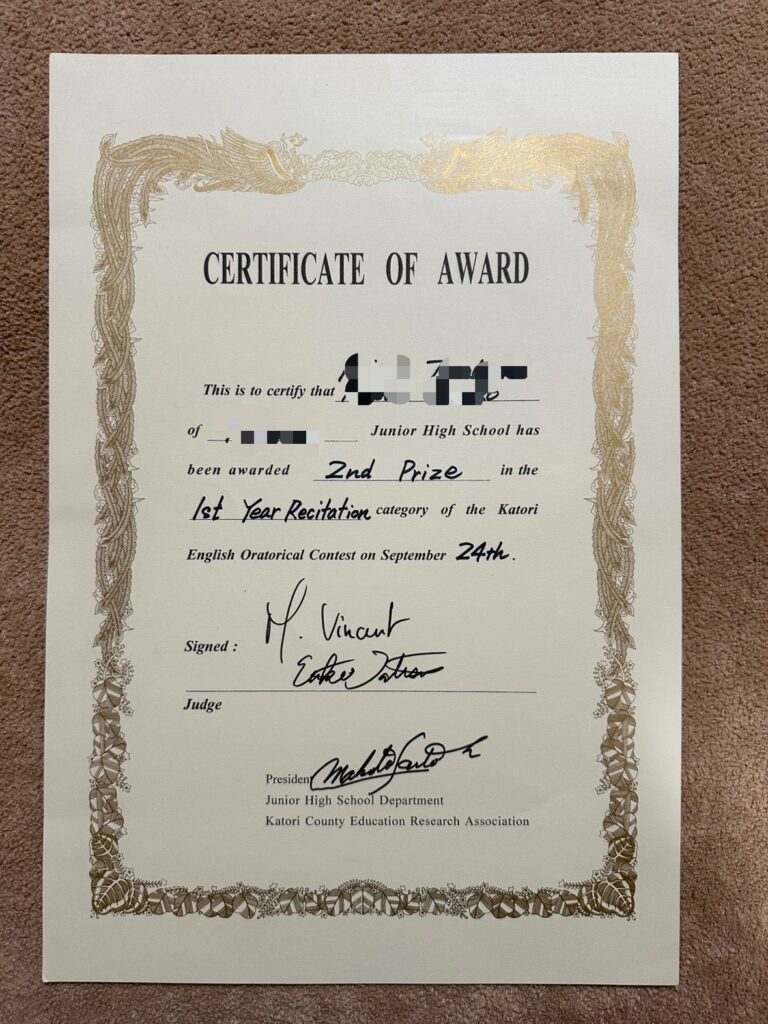 CERTIFICATE OF AWARD
This is to certify that
of Junior High School has
been awarded 2nd Prize in the
1st Year Recitation category of the Katori
English Oratorical Contest on September 24th.
Signed : M. Vincent
Judge
President
Junior High School Department
Katori County Education Research Association